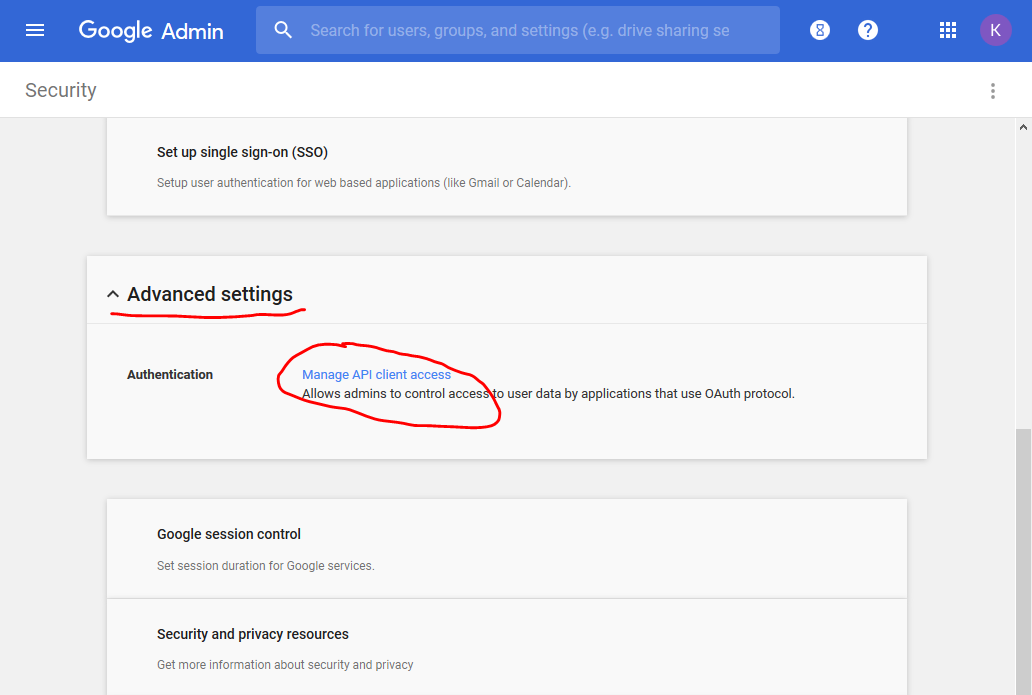 Google Admin
Search for users, groups, and settings (e.g. drive sharing se
?
K
Security
Set up single sign-on (SSO)
Setup user authentication for web based applications (like Gmail or Calendar).
Advanced settings
Authentication
Manage API client access
Allows admins to control access to user data by applications that use OAuth protocol.
Google session control
Set session duration for Google services.
Security and privacy resources
Get more information about security and privacy